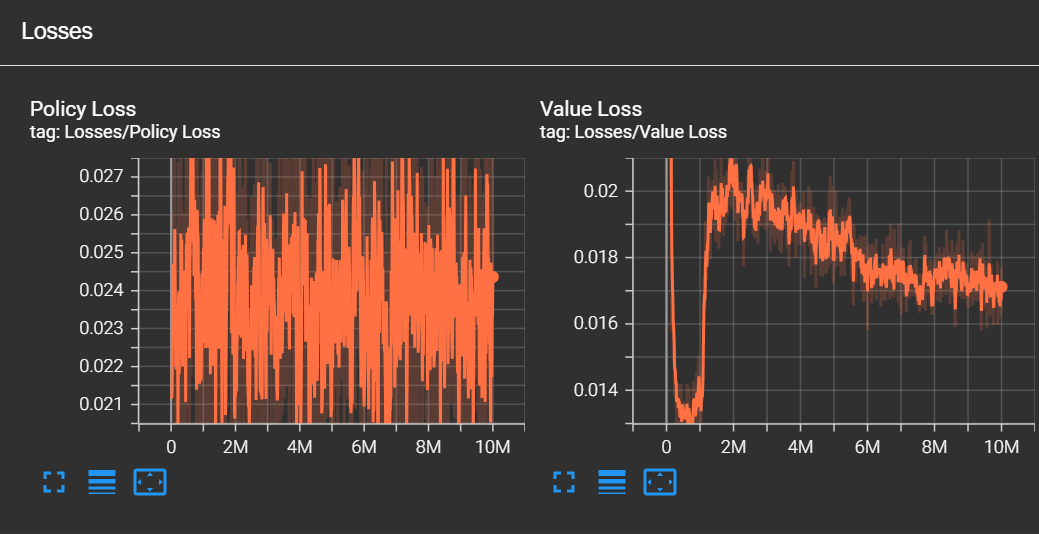 Losses
Policy Loss
tag: Losses/Policy Loss
0.027
0.026
0.025
0.024
0.023
0.022
0.021
0 2M 4M 6M 8M 10M
Value Loss
tag: Losses/Value Loss
0.02
0.018
0.016
0.014
0 2M 4M 6M 8M 10M